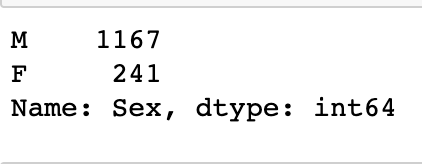 M     1167
F      241
Name: Sex, dtype: int64